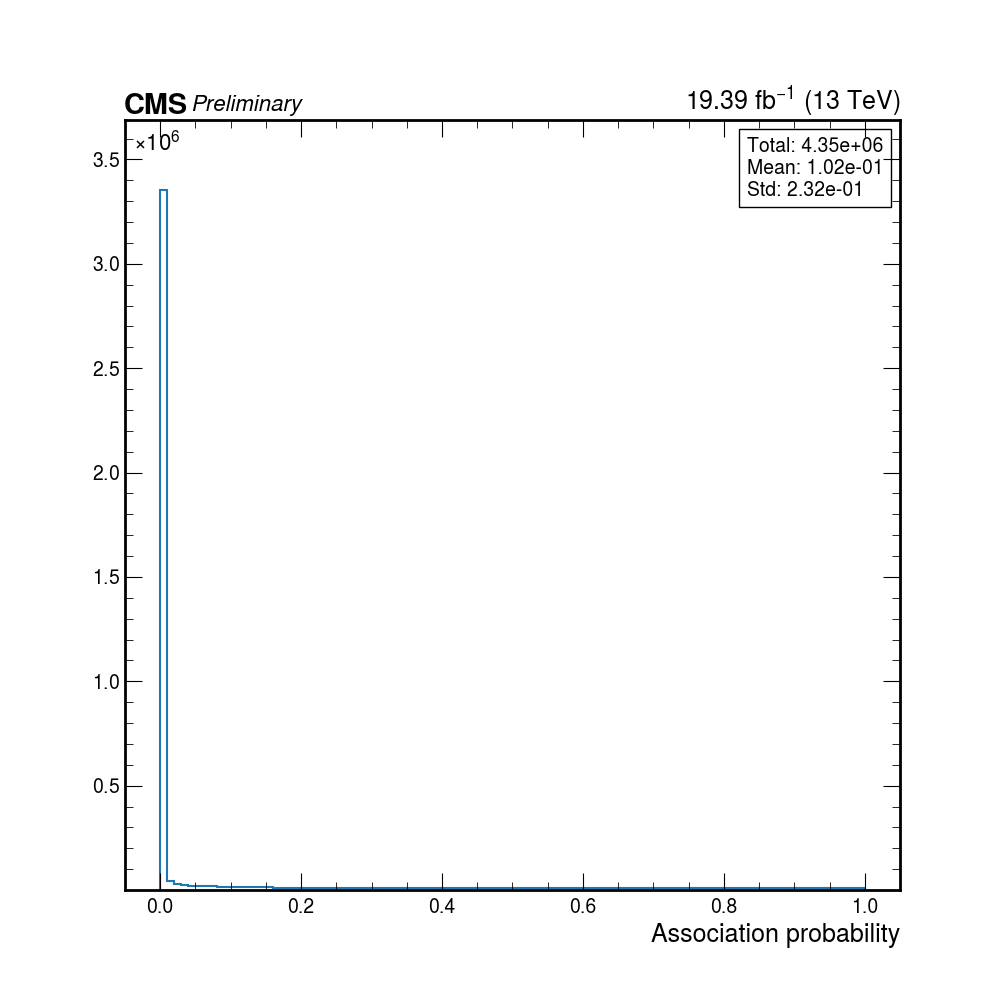 CMS Preliminary
19.39 fb⁻¹ (13 TeV)
×10⁶
Total: 4.35e+06
Mean: 1.02e-01
Std: 2.32e-01
3.5
3.0
2.5
2.0
1.5
1.0
0.5
0.0 0.2 0.4 0.6 0.8 1.0
Association probability